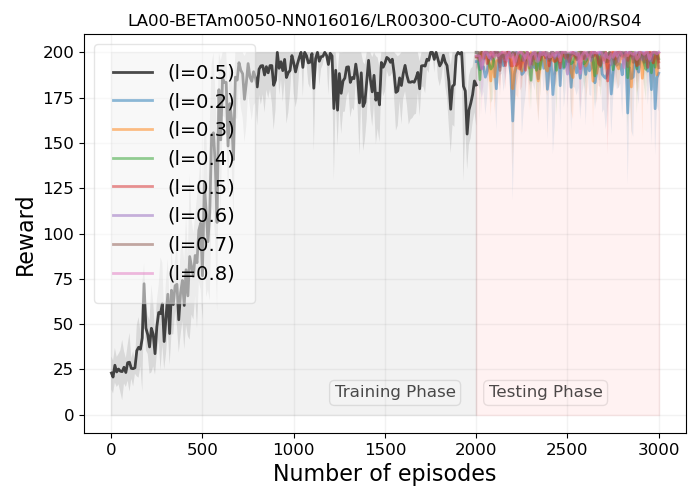 LA00-BETAm0050-NN016016/LR00300-CUT0-Ao00-Ai00/RS04
200
175
150
125
100
75
50
25
0
Reward
(l=0.5)
(l=0.2)
(l=0.3)
(l=0.4)
(l=0.5)
(l=0.6)
(l=0.7)
(l=0.8)
Training Phase
Testing Phase
0
500
1000
1500
2000
2500
3000
Number of episodes